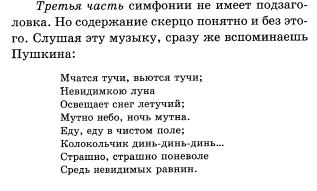 Третья часть симфонии не имеет подзаго-
ловка. Но содержание скерцо понятно и без это-
го. Слушая эту музыку, сразу же вспоминаешь
Пушкина:
Мчатся тучи, вьются тучи;
Невидимкою луна
Освещает снег летучий;
Мутно небо, ночь мутна.
Еду, еду в чистом поле;
Колокольчик динь-динь-динь...
Страшно, страшно поневоле
Средь невидимых равнин.